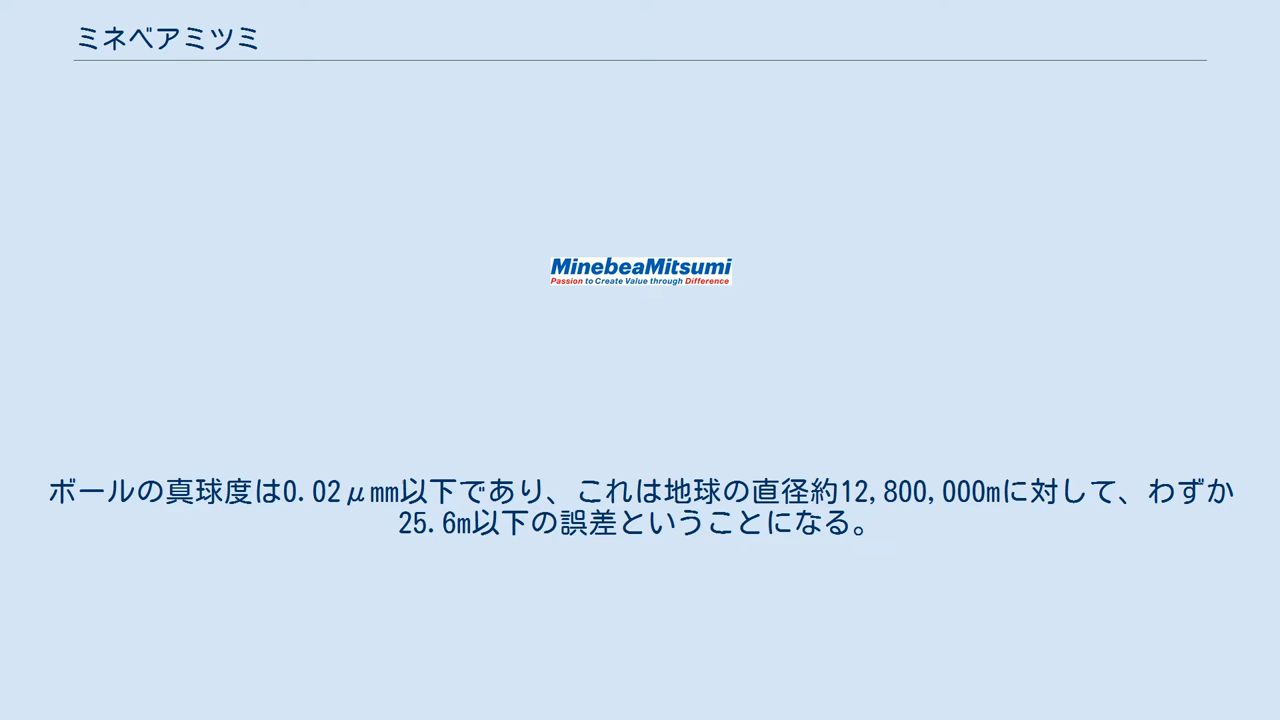 ミネベアミツミ
MinebeaMitsumi
Passion to Create Value through Difference
ボールの真球度は0.02μmm以下であり、これは地球の直径約12,800,000mに対して、わずか
25.6m以下の誤差ということになる。